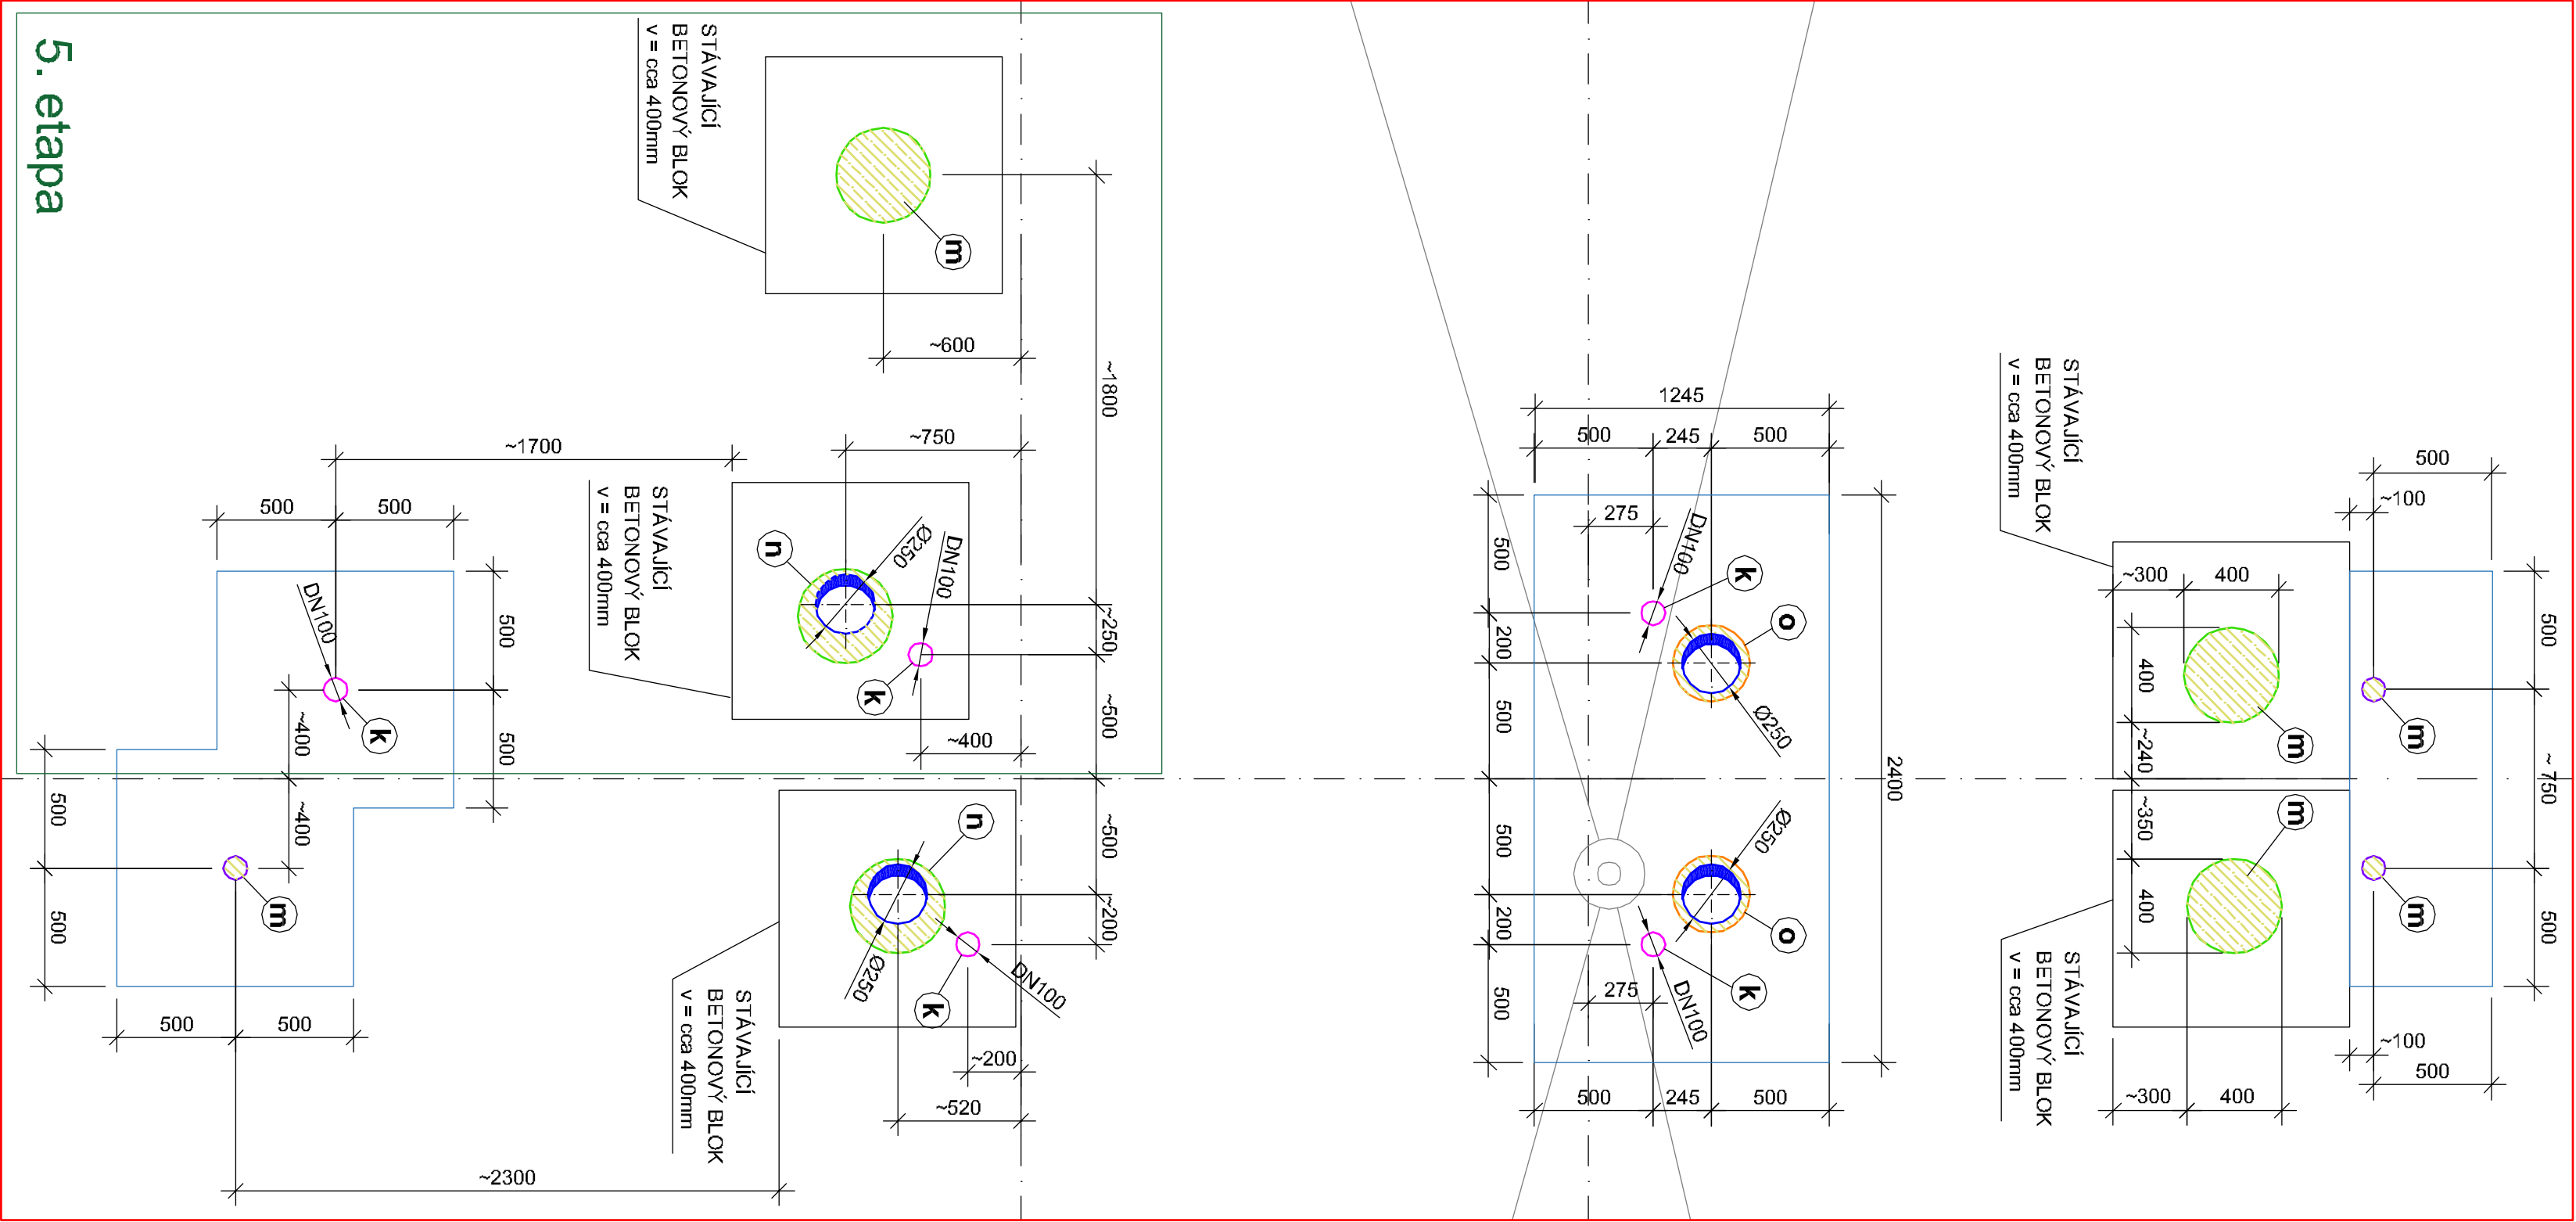 5. etapa
STÁVAJÍCÍ
BETONOVÝ BLOK
v = cca 400mm
m
~600
~1800
~750
~1700
STÁVAJÍCÍ
BETONOVÝ BLOK
v = cca 400mm
n
Ø250
DN100
k
~250
~500
~400
500
500
500
500
DN100
k
~400
~400
m
500
500
500
500
~2300
n
Ø250
DN100
k
~500
~200
~200
~520
STÁVAJÍCÍ
BETONOVÝ BLOK
v = cca 400mm
1245
500
245
500
275
DN100
k
o
Ø250
500
200
500
500
200
500
2400
Ø250
o
k
DN100
275
500
245
500
STÁVAJÍCÍ
BETONOVÝ BLOK
v = cca 400mm
500
~100
~300
400
400
~240
m
m
500
~ 750
500
~350
400
m
m
~100
500
~300
400
STÁVAJÍCÍ
BETONOVÝ BLOK
v = cca 400mm